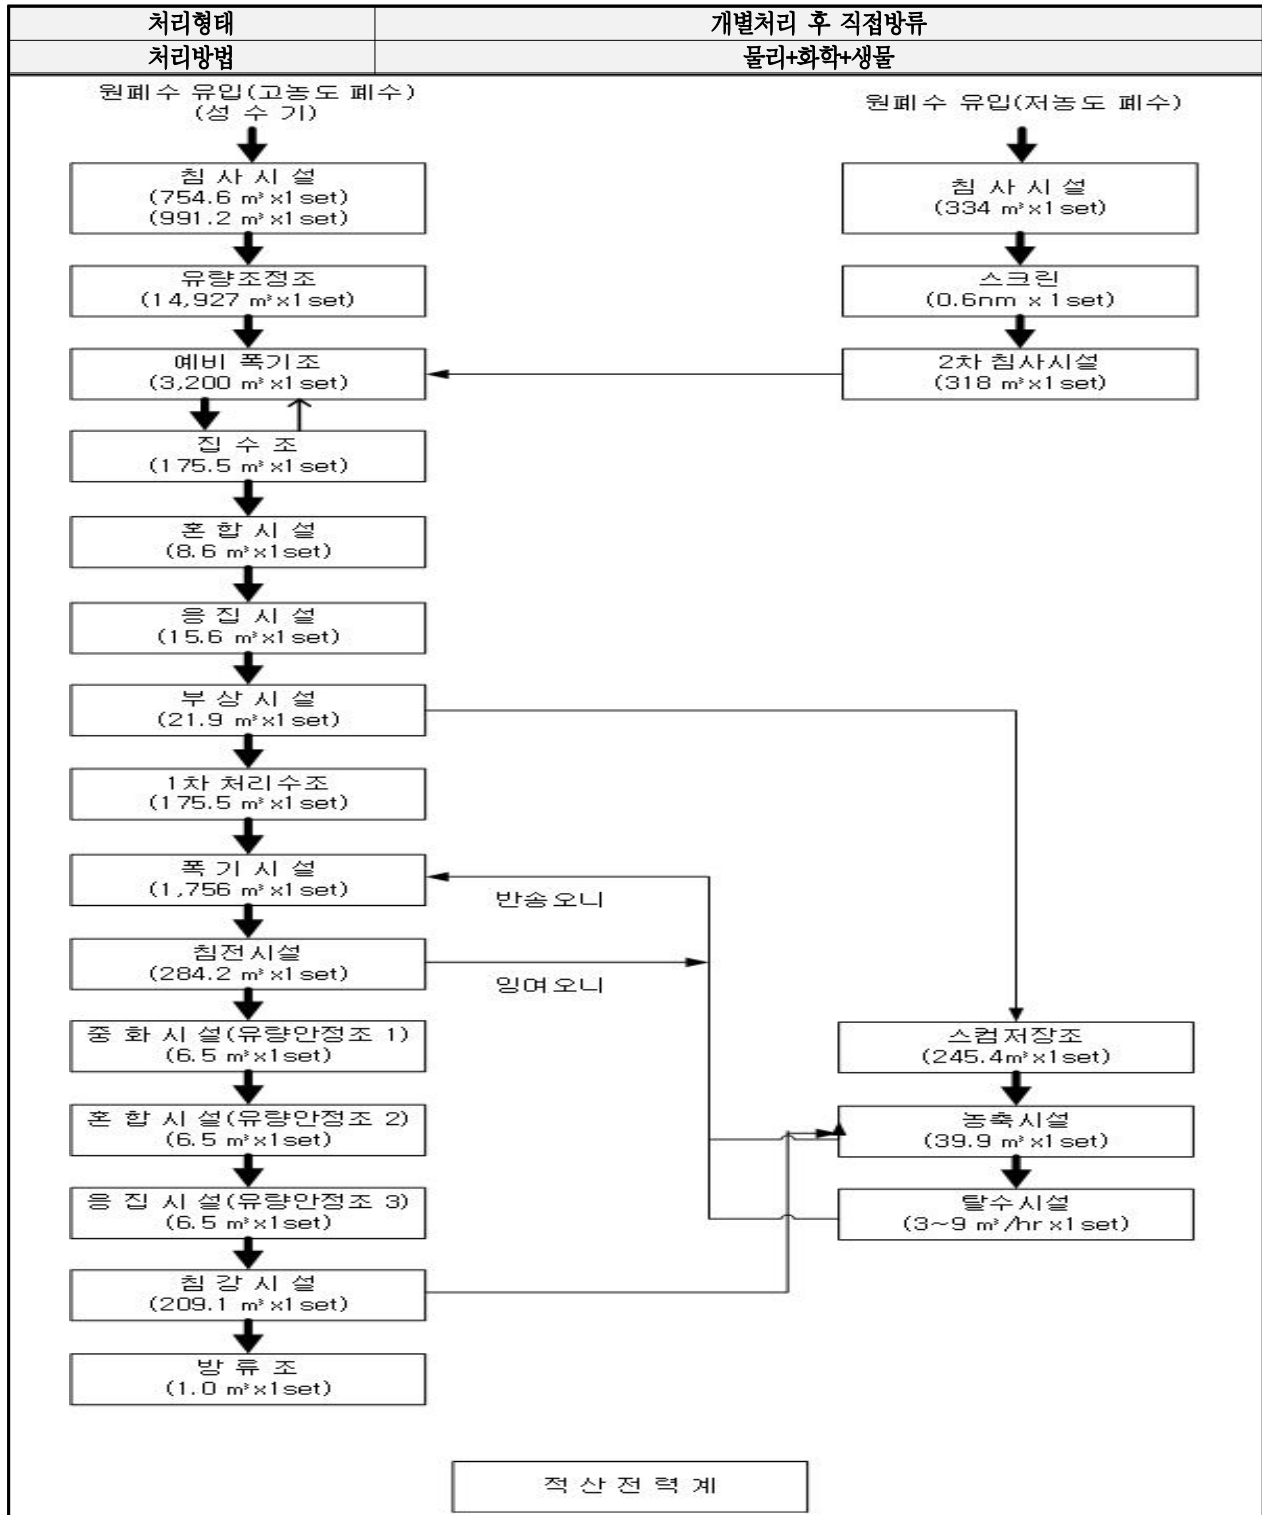 처리형태 개별처리 후 직접방류
처리방법 물리+화학+생물
원폐수 유입(고농도 폐수)
(성 수 기)
원폐수 유입(저농도 폐수)
침 사 시 설
(754.6 m³x1set)
(991.2 m³x1set)
침 사 시 설
(334 m³x1set)
유량조정조
(14,927 m³x1set)
스크린
(0.6nm x 1set)
예비 폭기조
(3,200 m³x1set)
2차 침사시설
(318 m³x1set)
집 수 조
(175.5 m³x1set)
혼 합 시 설
(8.6 m³x1set)
응 집 시 설
(15.6 m³x1set)
부 상 시 설
(21.9 m³x1set)
1차 처리수조
(175.5 m³x1set)
폭 기 시 설
(1,756 m³x1set)
반송오니
침전시설
(284.2 m³x1set)
잉여오니
중 화 시 설(유량안정조 1)
(6.5 m³x1set)
스컴저장조
(245.4m³x1set)
혼 합 시 설(유량안정조 2)
(6.5 m³x1set)
농축시설
(39.9 m³x1set)
응 집 시 설(유량안정조 3)
(6.5 m³x1set)
탈수시설
(3~9 m³/hr x1set)
침 강 시 설
(209.1 m³x1set)
방 류 조
(1.0 m³x1set)
적 산 전 력 계